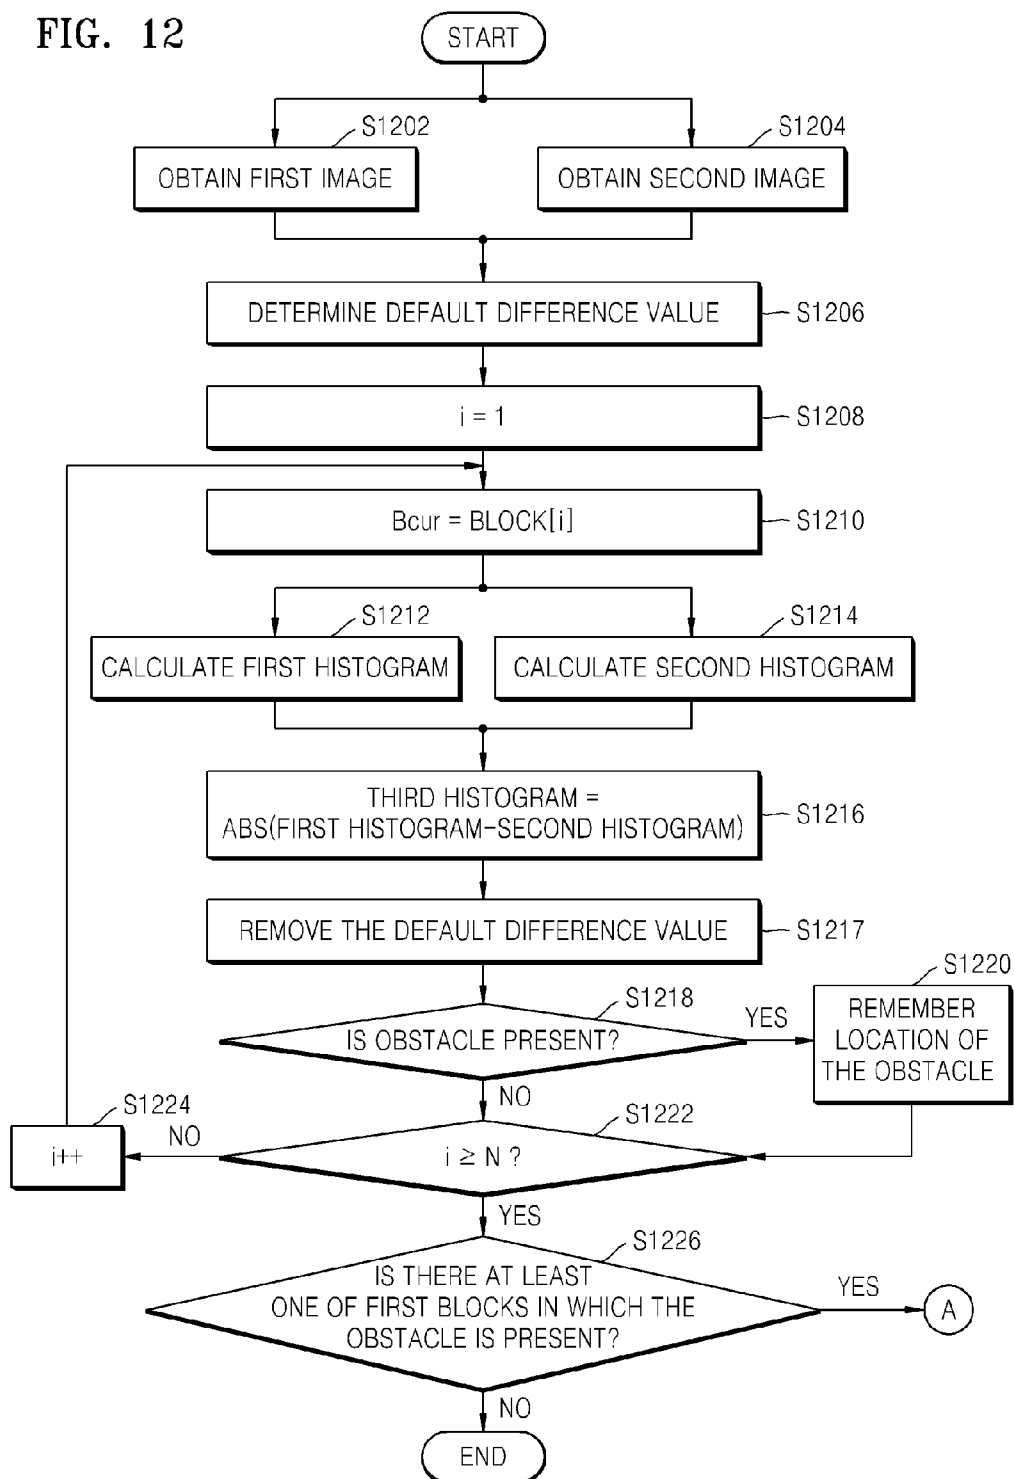 FIG. 12
START
S1202
S1204
OBTAIN FIRST IMAGE
OBTAIN SECOND IMAGE
DETERMINE DEFAULT DIFFERENCE VALUE
S1206
i = 1
S1208
Bcur = BLOCK[i]
S1210
S1212
S1214
CALCULATE FIRST HISTOGRAM
CALCULATE SECOND HISTOGRAM
THIRD HISTOGRAM =
ABS(FIRST HISTOGRAM-SECOND HISTOGRAM)
S1216
REMOVE THE DEFAULT DIFFERENCE VALUE
S1217
S1218
IS OBSTACLE PRESENT?
YES
S1220
REMEMBER
LOCATION OF
THE OBSTACLE
NO
S1222
i ≥ N ?
NO
S1224
i++
YES
S1226
IS THERE AT LEAST
ONE OF FIRST BLOCKS IN WHICH THE
OBSTACLE IS PRESENT?
YES
A
NO
END